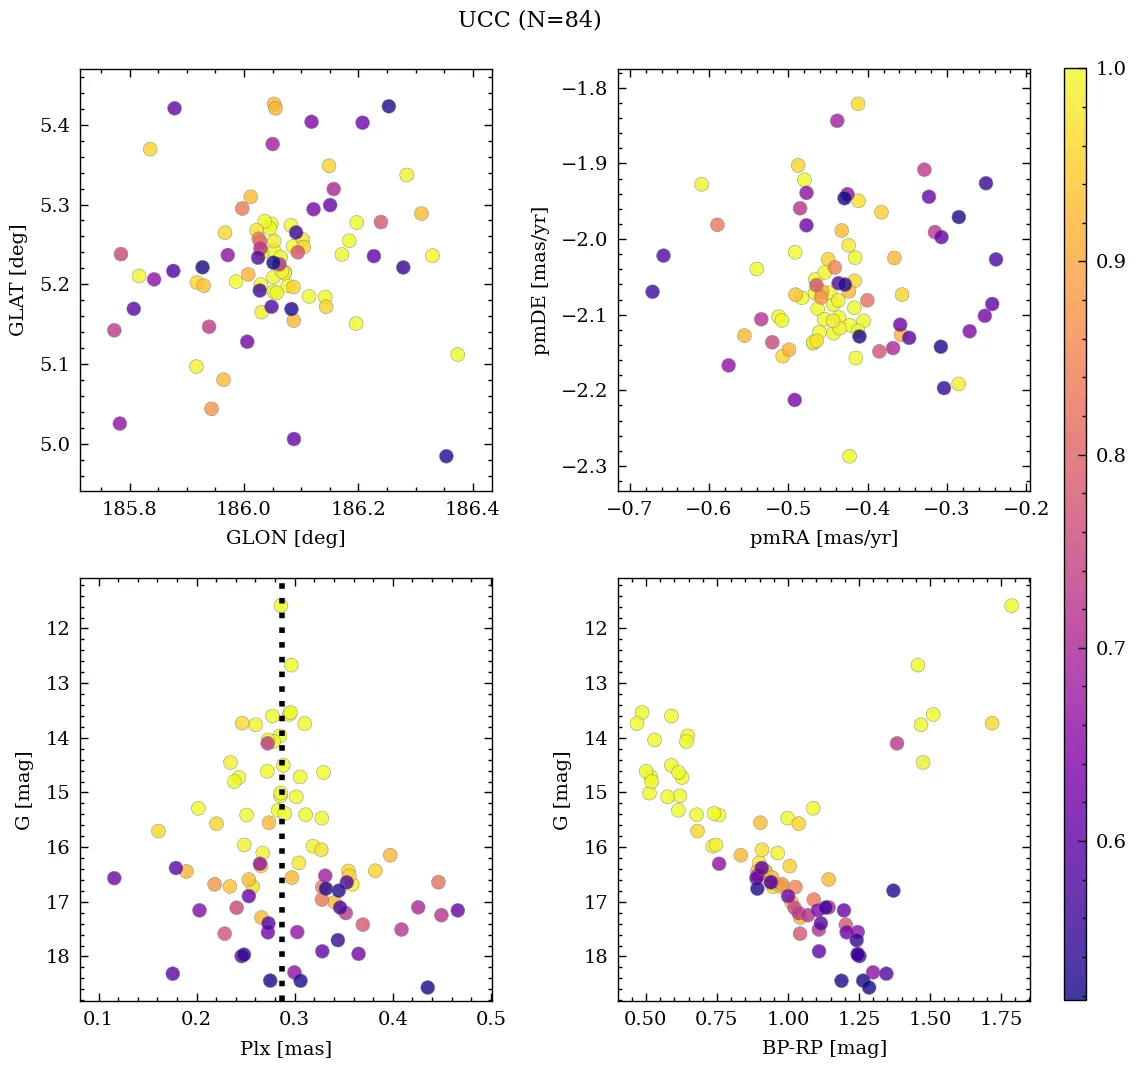 UCC (N=84)
5.4
5.3
5.2
5.1
5.0
GLAT [deg]
185.8 186.0 186.2 186.4
GLON [deg]
−1.8
−1.9
−2.0
−2.1
−2.2
−2.3
pmDE [mas/yr]
−0.7 −0.6 −0.5 −0.4 −0.3 −0.2
pmRA [mas/yr]
1.0
0.9
0.8
0.7
0.6
12
13
14
15
16
17
18
G [mag]
0.1 0.2 0.3 0.4 0.5
Plx [mas]
12
13
14
15
16
17
18
G [mag]
0.50 0.75 1.00 1.25 1.50 1.75
BP-RP [mag]